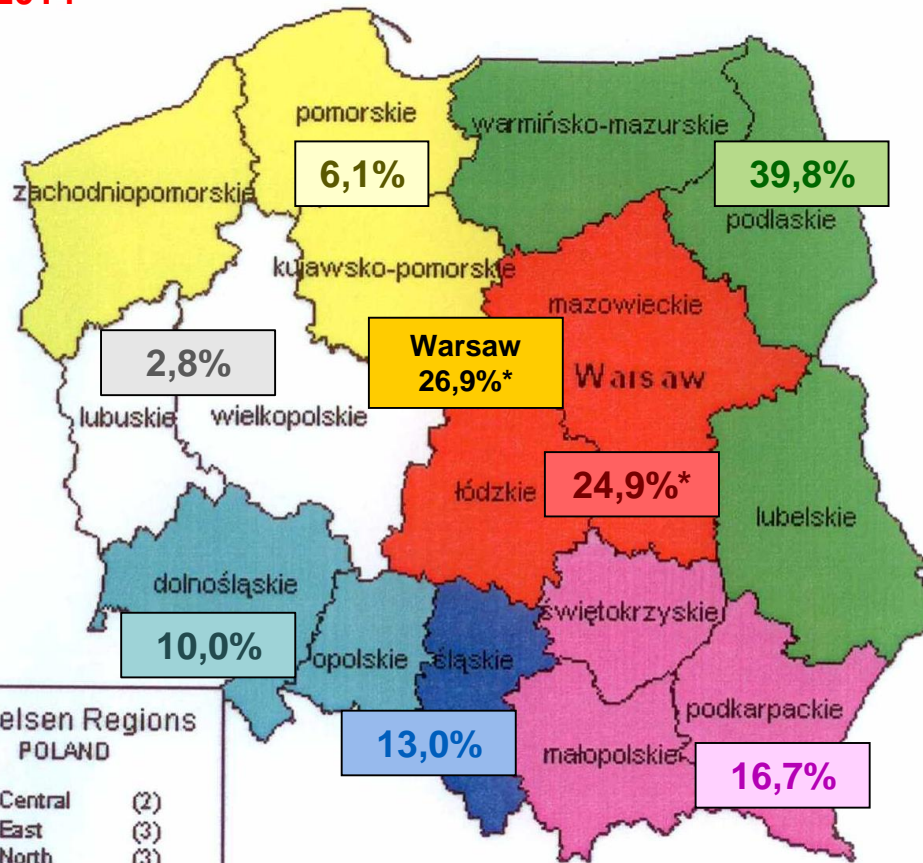 pomorskie
warmińsko-mazurskie
6,1%
39,8%
zachodniopomorskie
podlaskie
kujawsko-pomorskie
mazowieckie
2,8%
Warsaw
26,9%*
Warsaw
lubuskie
wielkopolskie
łódzkie
24,9%*
lubelskie
dolnośląskie
świętokrzyskie
10,0%
opolskie
śląskie
elsen Regions
POLAND
podkarpackie
13,0%
małopolskie
16,7%
Central (2)
East (3)
North (3)